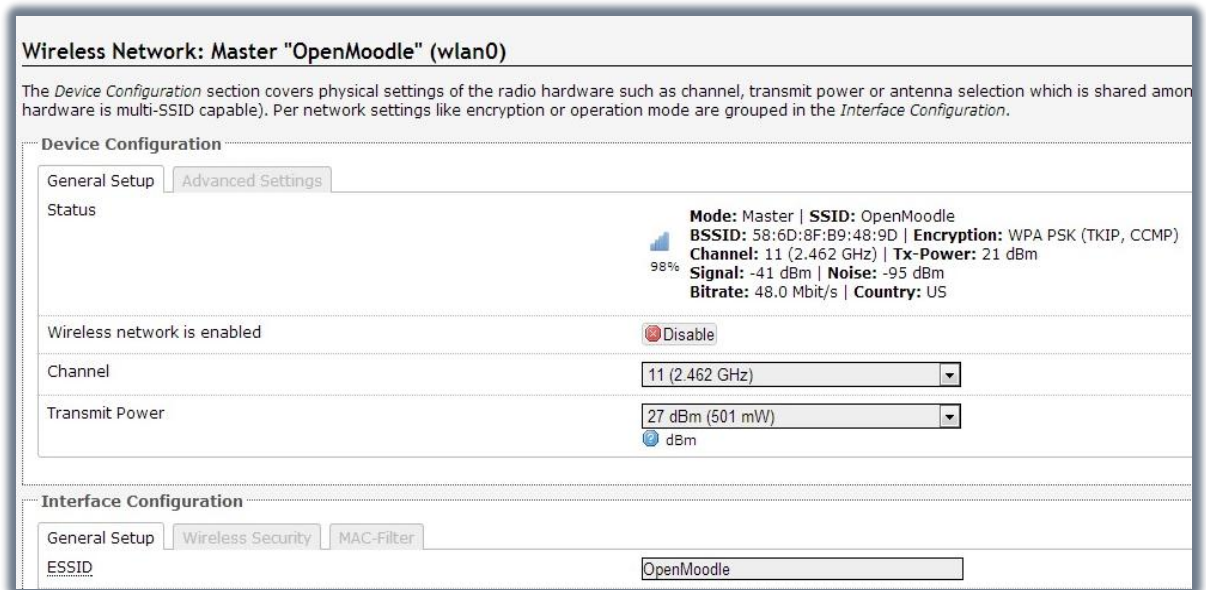 Wireless Network: Master "OpenMoodle" (wlan0)
The Device Configuration section covers physical settings of the radio hardware such as channel, transmit power or antenna selection which is shared amon
hardware is multi-SSID capable). Per network settings like encryption or operation mode are grouped in the Interface Configuration.
Device Configuration
General Setup Advanced Settings
Status
Mode: Master | SSID: OpenMoodle
BSSID: 58:6D:8F:B9:48:9D | Encryption: WPA PSK (TKIP, CCMP)
Channel: 11 (2.462 GHz) | Tx-Power: 21 dBm
98% Signal: -41 dBm | Noise: -95 dBm
Bitrate: 48.0 Mbit/s | Country: US
Wireless network is enabled Disable
Channel 11 (2.462 GHz)
Transmit Power 27 dBm (501 mW)
dBm
Interface Configuration
General Setup Wireless Security MAC-Filter
ESSID OpenMoodle